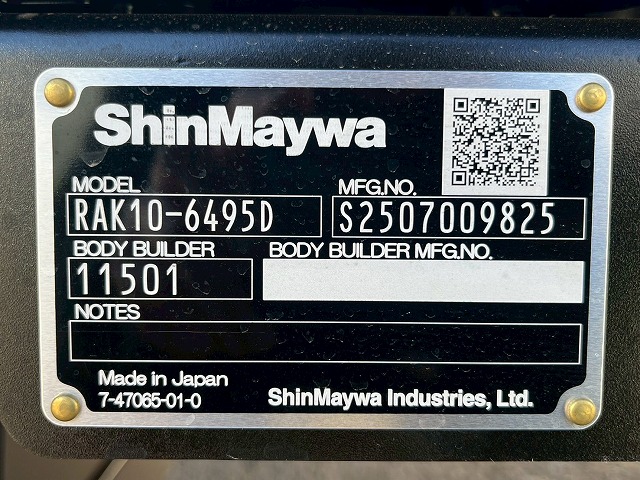 ShinMaywa
MODEL MFG.NO.
RAK10-6495D S2507009825
BODY BUILDER BODY BUILDER MFG.NO.
11501
NOTES
Made in Japan
7-47065-01-0 ShinMaywa Industries, Ltd.